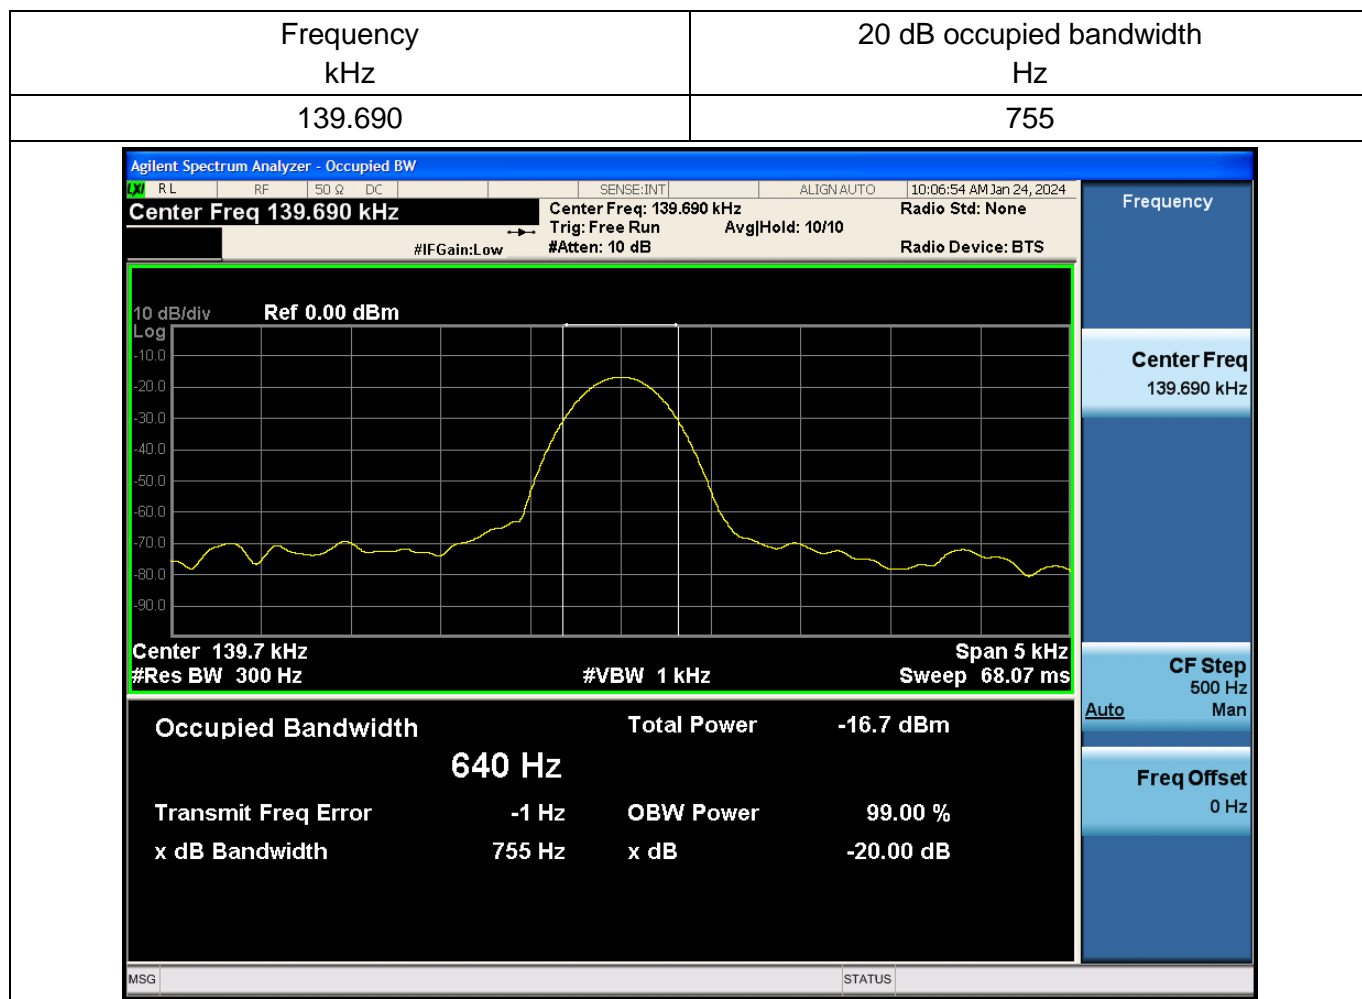 Frequency
kHz
20 dB occupied bandwidth
Hz
139.690
755
Agilent Spectrum Analyzer - Occupied BW
LXI RL RF 50 Ω DC SENSE:INT ALIGN AUTO 10:06:54 AM Jan 24, 2024
Center Freq 139.690 kHz
Center Freq: 139.690 kHz
Radio Std: None
Trig: Free Run Avg|Hold: 10/10
#IFGain:Low
#Atten: 10 dB
Radio Device: BTS
10 dB/div Ref 0.00 dBm
Log
-10.0
-20.0
-30.0
-40.0
-50.0
-60.0
-70.0
-80.0
-90.0
Center 139.7 kHz Span 5 kHz
#Res BW 300 Hz #VBW 1 kHz Sweep 68.07 ms
Occupied Bandwidth Total Power -16.7 dBm
640 Hz
Transmit Freq Error -1 Hz OBW Power 99.00 %
x dB Bandwidth 755 Hz x dB -20.00 dB
Frequency
Center Freq
139.690 kHz
CF Step
500 Hz
Auto Man
Freq Offset
0 Hz
MSG STATUS